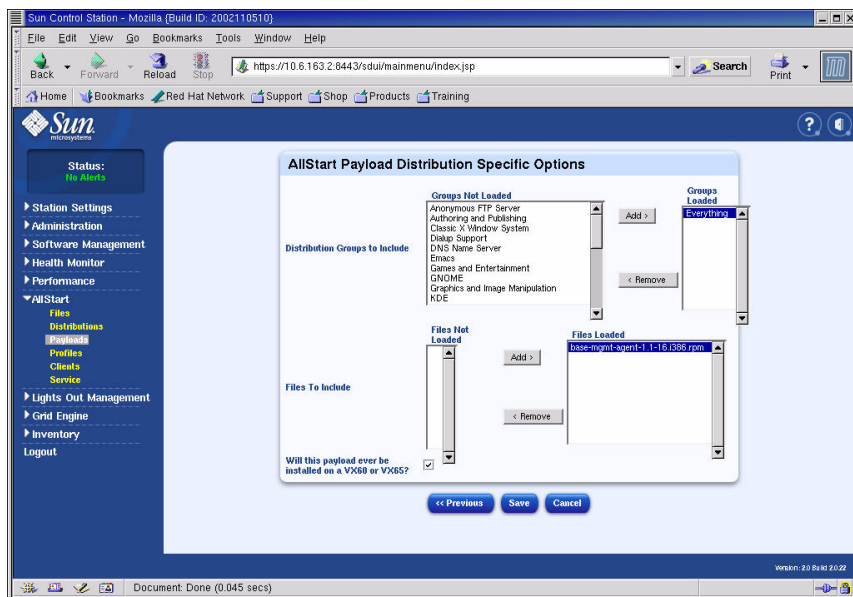 Sun Control Station - Mozilla {Build ID: 2002110510}
File Edit View Go Bookmarks Tools Window Help
Back Forward Reload Stop https://10.6.163.2:8443/sdui/mainmenu/index.jsp Search Print
Home Bookmarks Red Hat Network Support Shop Products Training
Sun
microsystems
Status:
No Alerts
Station Settings
Administration
Software Management
Health Monitor
Performance
AllStart
Files
Distributions
Payloads
Profiles
Clients
Service
Lights Out Management
Grid Engine
Inventory
Logout
AllStart Payload Distribution Specific Options
Distribution Groups to Include
Groups Not Loaded
Anonymous FTP Server
Authoring and Publishing
Classic X Window System
Dialup Support
DNS Name Server
Emacs
Games and Entertainment
GNOME
Graphics and Image Manipulation
KDE
Add >
< Remove
Groups
Loaded
Everything
Files To Include
Files Not
Loaded
Add >
< Remove
Files Loaded
base-mgmt-agent-1.1-16.i386.rpm
Will this payload ever be
installed on a VX60 or VX65?
<< Previous Save Cancel
Version: 2.0 Build 2.0.22
Document: Done (0.045 secs)